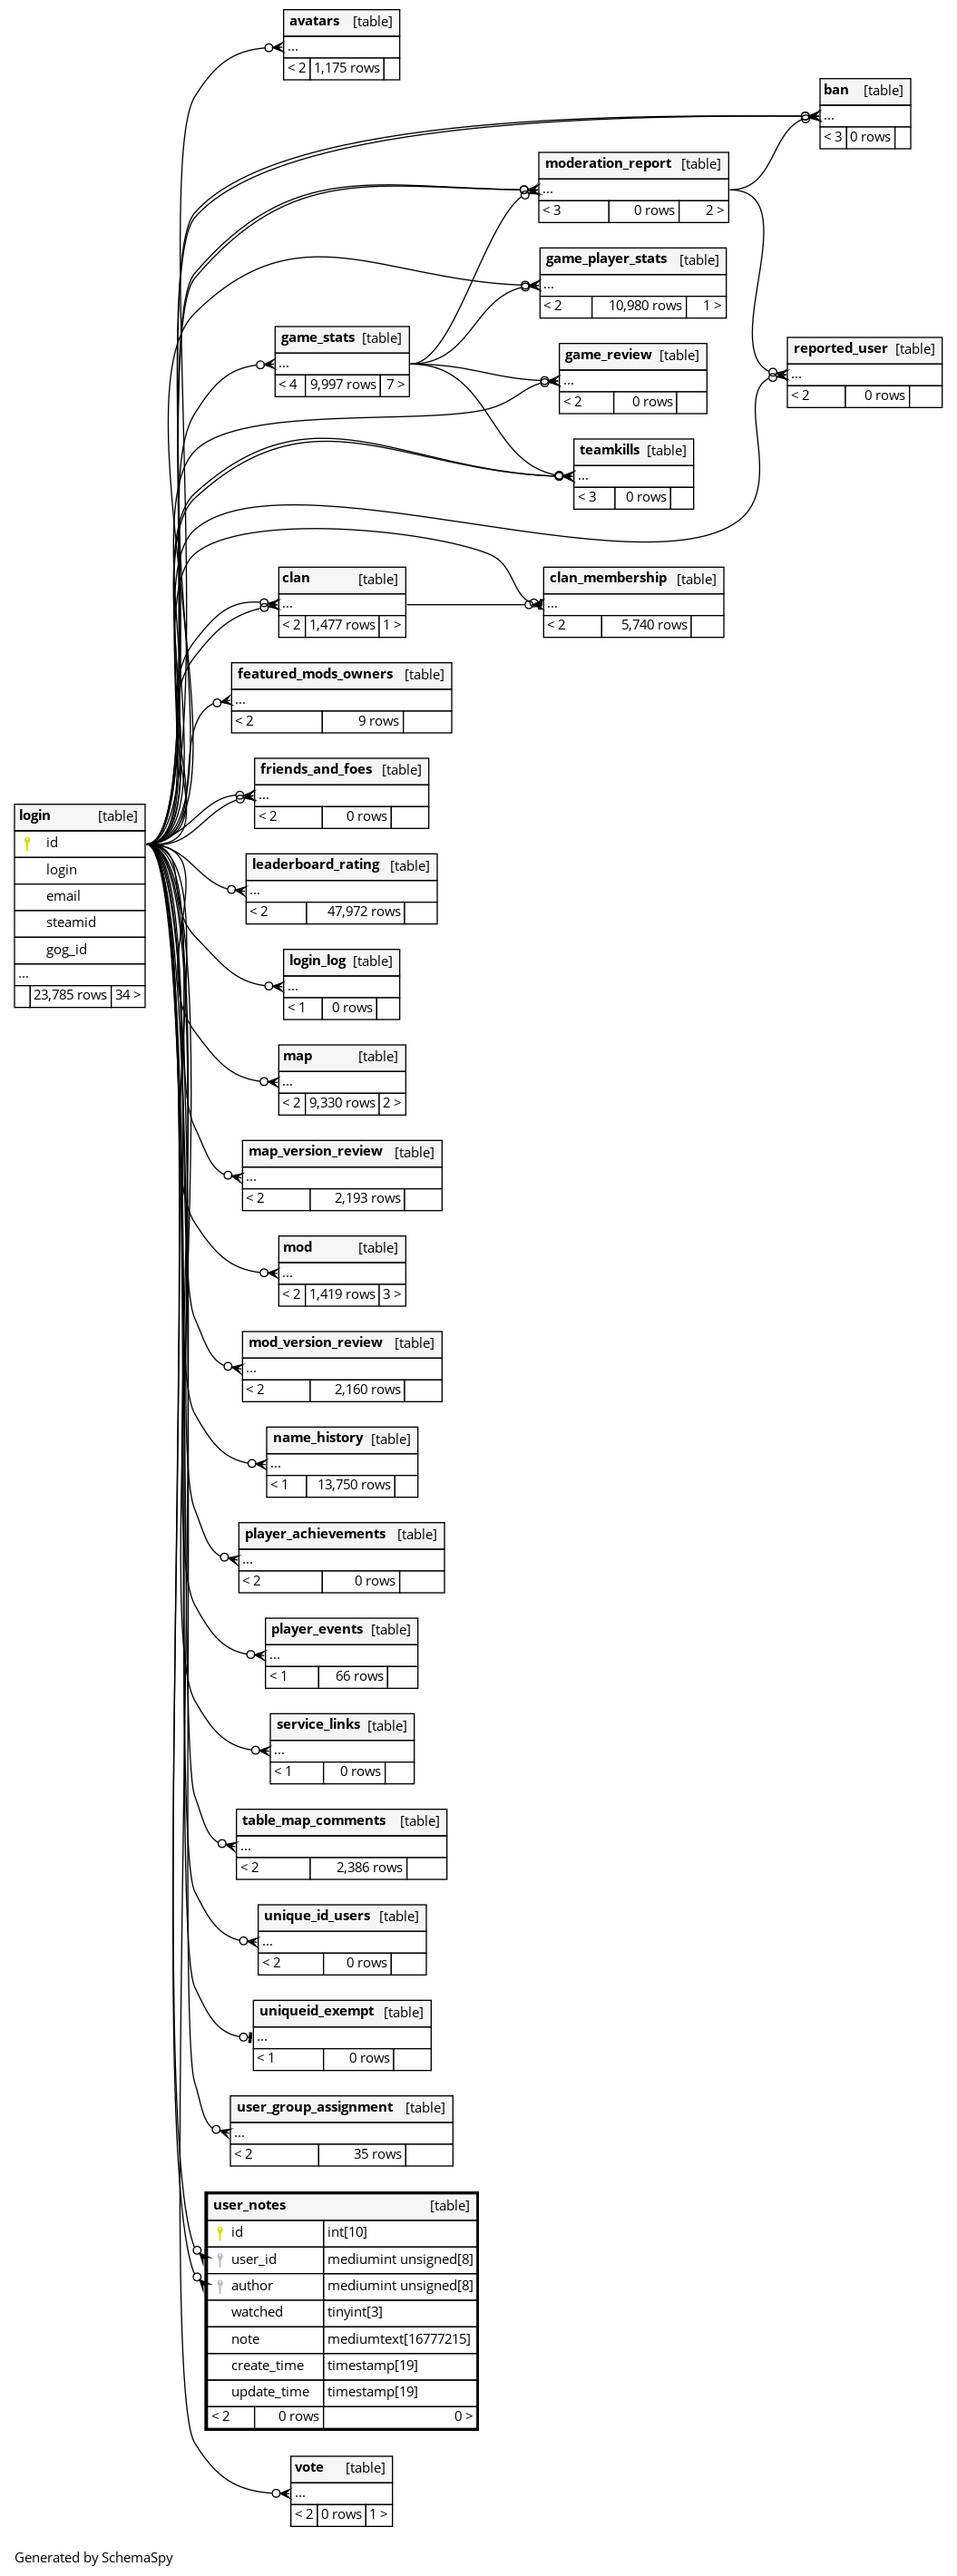 avatars [table]
...
< 2 1,175 rows
ban [table]
...
< 3 0 rows
moderation_report [table]
...
< 3 0 rows 2 >
game_player_stats [table]
...
< 2 10,980 rows 1 >
game_stats [table]
...
< 4 9,997 rows 7 >
game_review [table]
...
< 2 0 rows
reported_user [table]
...
< 2 0 rows
teamkills [table]
...
< 3 0 rows
clan [table]
...
< 2 1,477 rows 1 >
clan_membership [table]
...
< 2 5,740 rows
featured_mods_owners [table]
...
< 2 9 rows
friends_and_foes [table]
...
< 2 0 rows
login [table]
id
login
email
steamid
gog_id
...
23,785 rows 34 >
leaderboard_rating [table]
...
< 2 47,972 rows
login_log [table]
...
< 1 0 rows
map [table]
...
< 2 9,330 rows 2 >
map_version_review [table]
...
< 2 2,193 rows
mod [table]
...
< 2 1,419 rows 3 >
mod_version_review [table]
...
< 2 2,160 rows
name_history [table]
...
< 1 13,750 rows
player_achievements [table]
...
< 2 0 rows
player_events [table]
...
< 1 66 rows
service_links [table]
...
< 1 0 rows
table_map_comments [table]
...
< 2 2,386 rows
unique_id_users [table]
...
< 2 0 rows
uniqueid_exempt [table]
...
< 1 0 rows
user_group_assignment [table]
...
< 2 35 rows
user_notes [table]
id int[10]
user_id mediumint unsigned[8]
author mediumint unsigned[8]
watched tinyint[3]
note mediumtext[16777215]
create_time timestamp[19]
update_time timestamp[19]
< 2 0 rows 0 >
vote [table]
...
< 2 0 rows 1 >
Generated by SchemaSpy